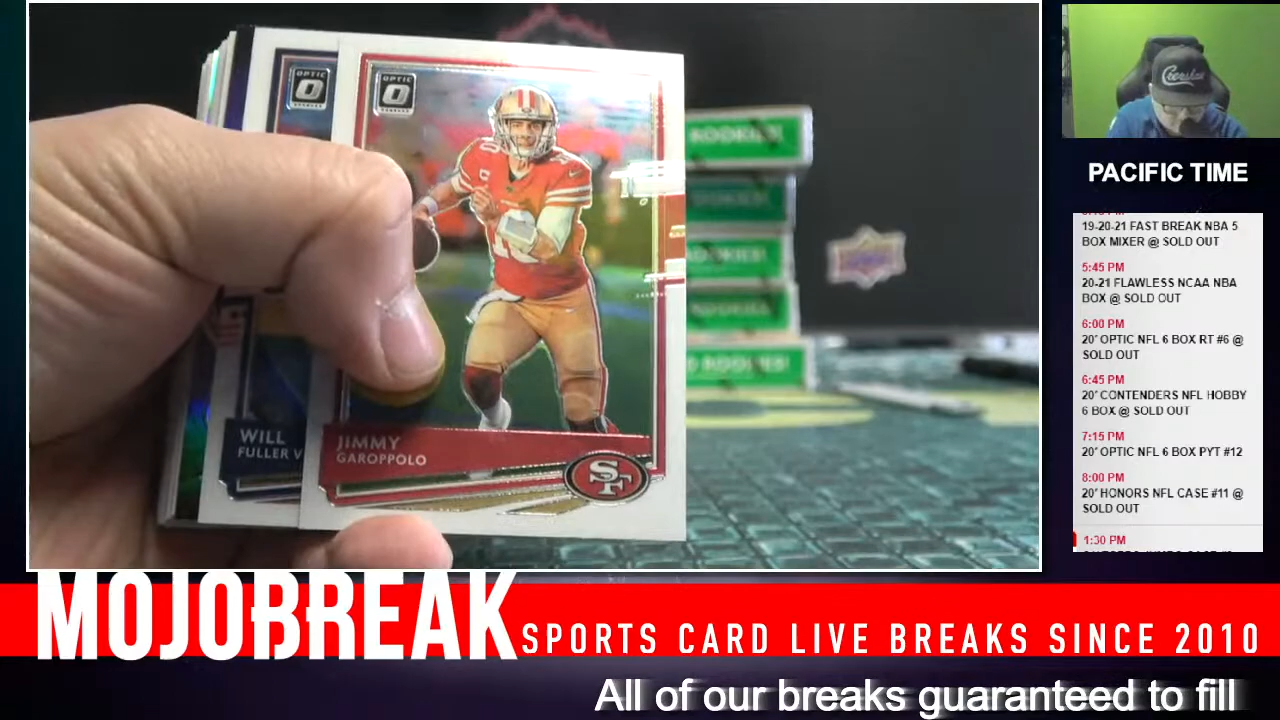 OPTIC
OPTIC
10
WILL
FULLER V
JIMMY
GAROPPOLO
SF
ROOKIES!
ROOKIES!
Crenshaw
PACIFIC TIME
19-20-21 FAST BREAK NBA 5
BOX MIXER @ SOLD OUT
5:45 PM
20-21 FLAWLESS NCAA NBA
BOX @ SOLD OUT
6:00 PM
20' OPTIC NFL 6 BOX RT #6 @
SOLD OUT
6:45 PM
20' CONTENDERS NFL HOBBY
6 BOX @ SOLD OUT
7:15 PM
20' OPTIC NFL 6 BOX PYT #12
8:00 PM
20' HONORS NFL CASE #11 @
SOLD OUT
1:30 PM
MOJOBREAK
SPORTS CARD LIVE BREAKS SINCE 2010
All of our breaks guaranteed to fill